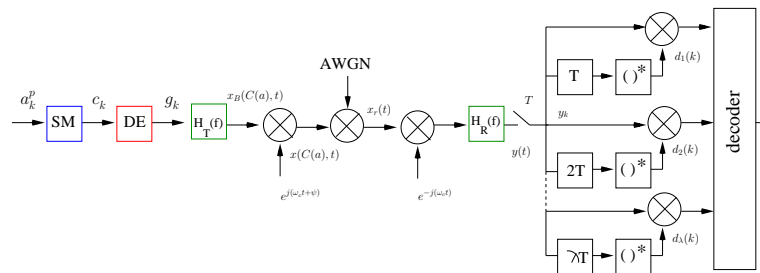 a_k^p
SM
c_k
DE
g_k
H_T(f)
x_B(C(a), t)
x(C(a), t)
e^{j(ω_c t+ψ)}
AWGN
x_r(t)
e^{-j(ω_c t)}
H_R(f)
T
y(t)
y_k
T
( )*
d_1(k)
2T
( )*
d_2(k)
λT
( )*
d_λ(k)
decoder